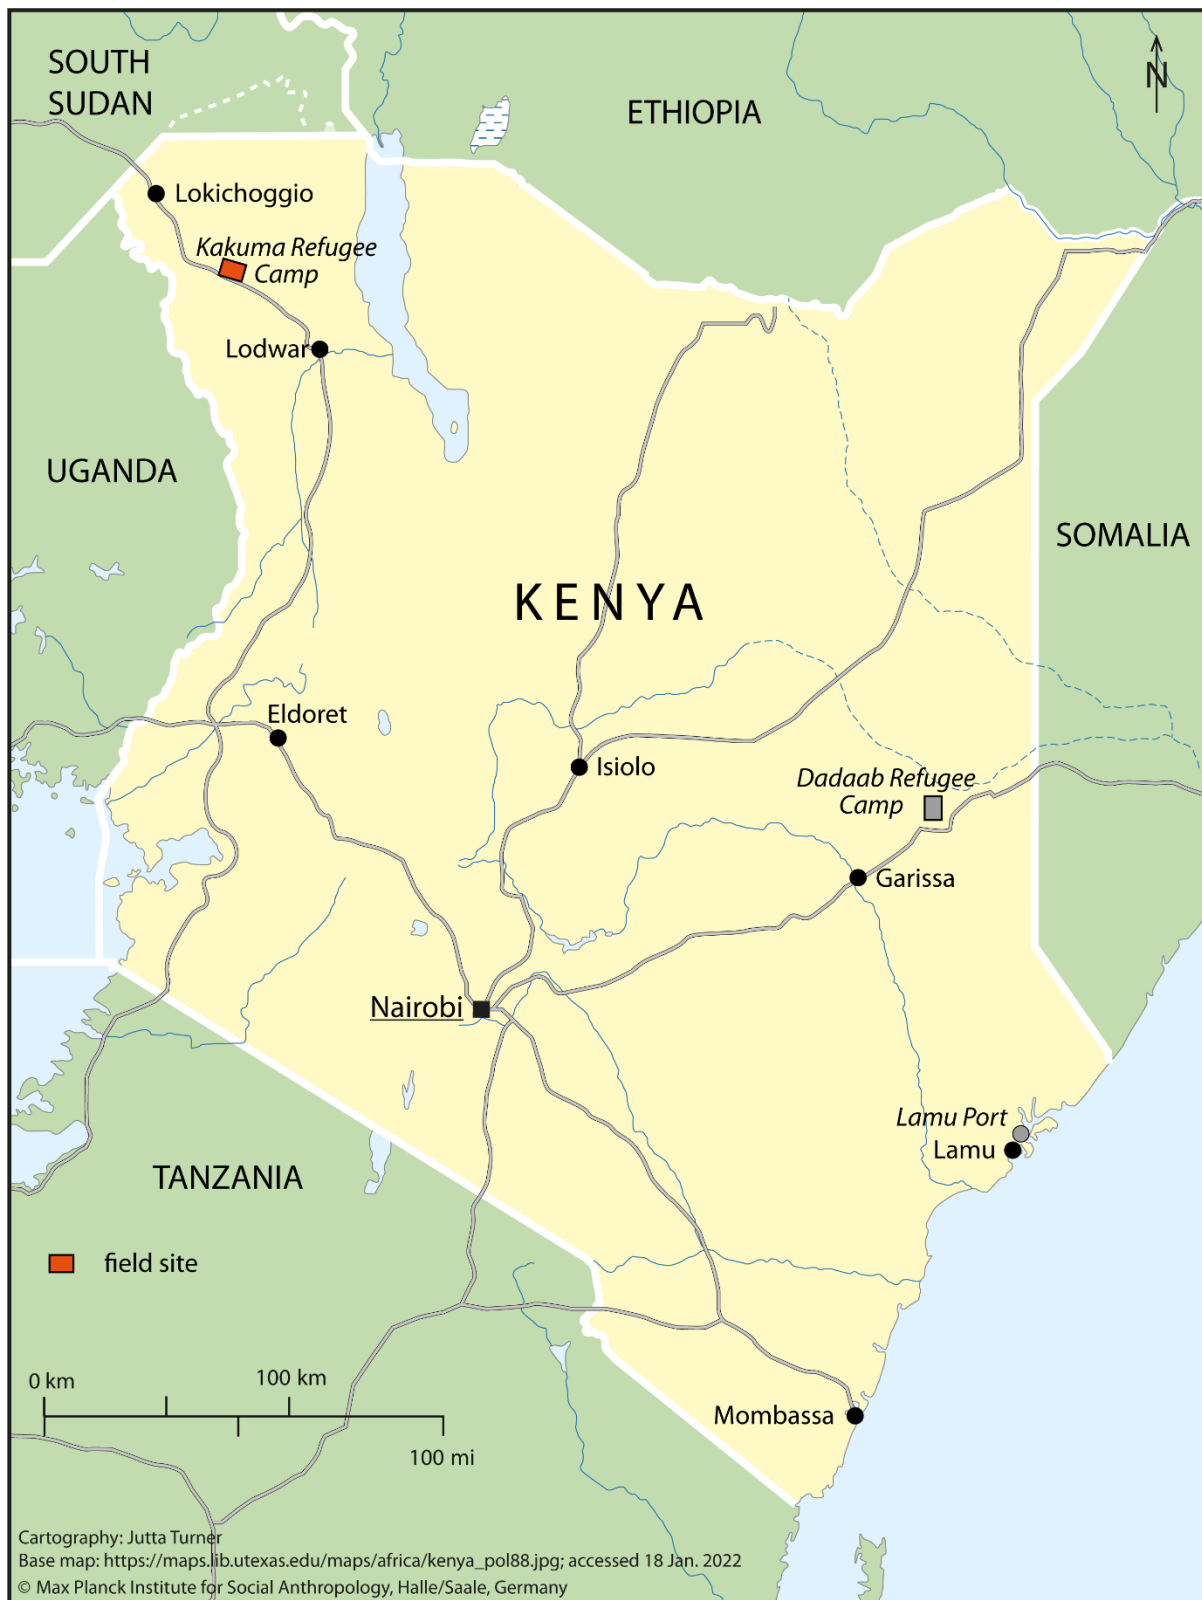 SOUTH
SUDAN
ETHIOPIA
N
Lokichoggio
Kakuma Refugee
Camp
Lodwar
UGANDA
SOMALIA
KENYA
Eldoret
Isiolo
Dadaab Refugee
Camp
Garissa
Nairobi
Lamu Port
Lamu
TANZANIA
field site
0 km
100 km
100 mi
Mombassa
Cartography: Jutta Turner
Base map: https://maps.lib.utexas.edu/maps/africa/kenya_pol88.jpg; accessed 18 Jan. 2022
© Max Planck Institute for Social Anthropology, Halle/Saale, Germany